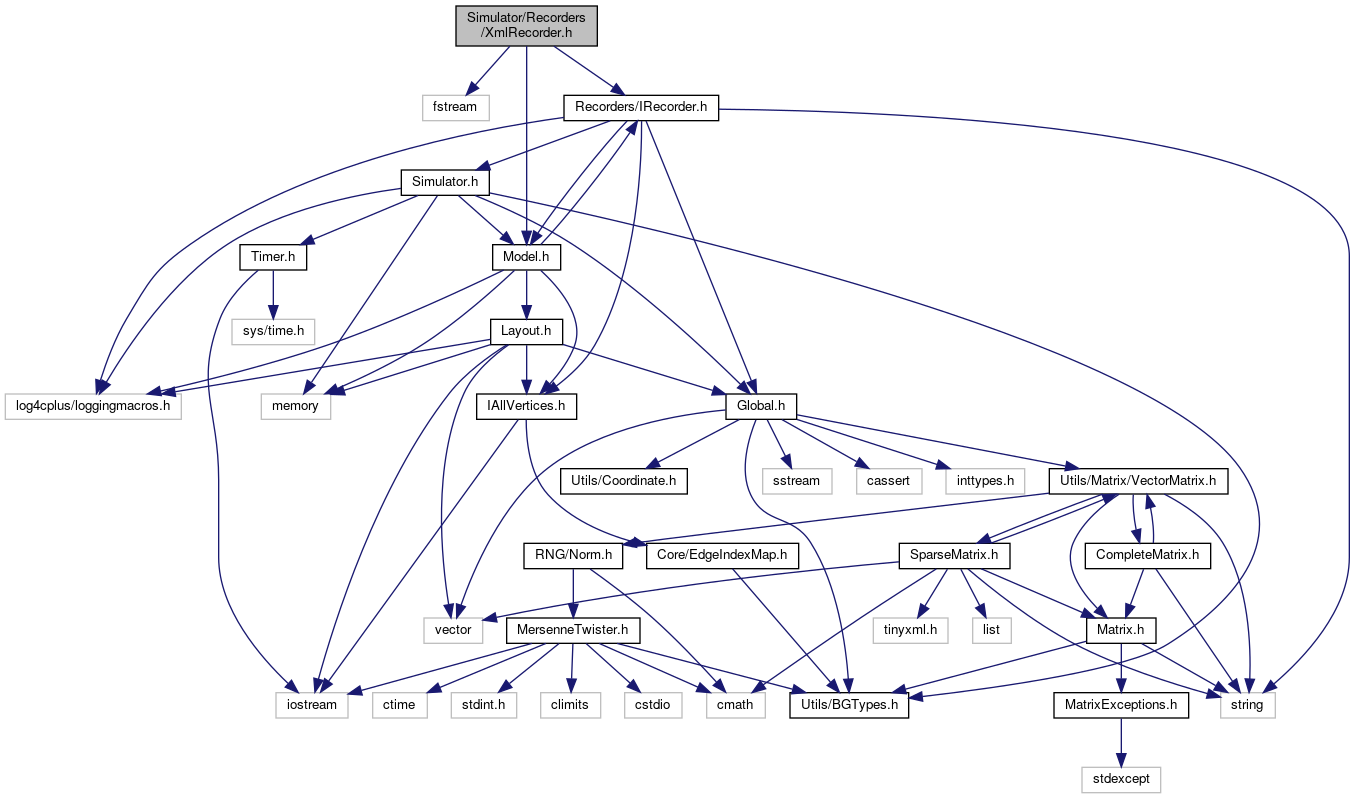 Simulator/Recorders
/XmlRecorder.h
fstream
Recorders/IRecorder.h
Simulator.h
Timer.h
Model.h
sys/time.h
Layout.h
log4cplus/loggingmacros.h
memory
IAllVertices.h
Global.h
Utils/Coordinate.h
sstream
cassert
inttypes.h
Utils/Matrix/VectorMatrix.h
RNG/Norm.h
Core/EdgeIndexMap.h
SparseMatrix.h
CompleteMatrix.h
vector
MersenneTwister.h
tinyxml.h
list
Matrix.h
iostream
ctime
stdint.h
climits
cstdio
cmath
Utils/BGTypes.h
MatrixExceptions.h
string
stdexcept